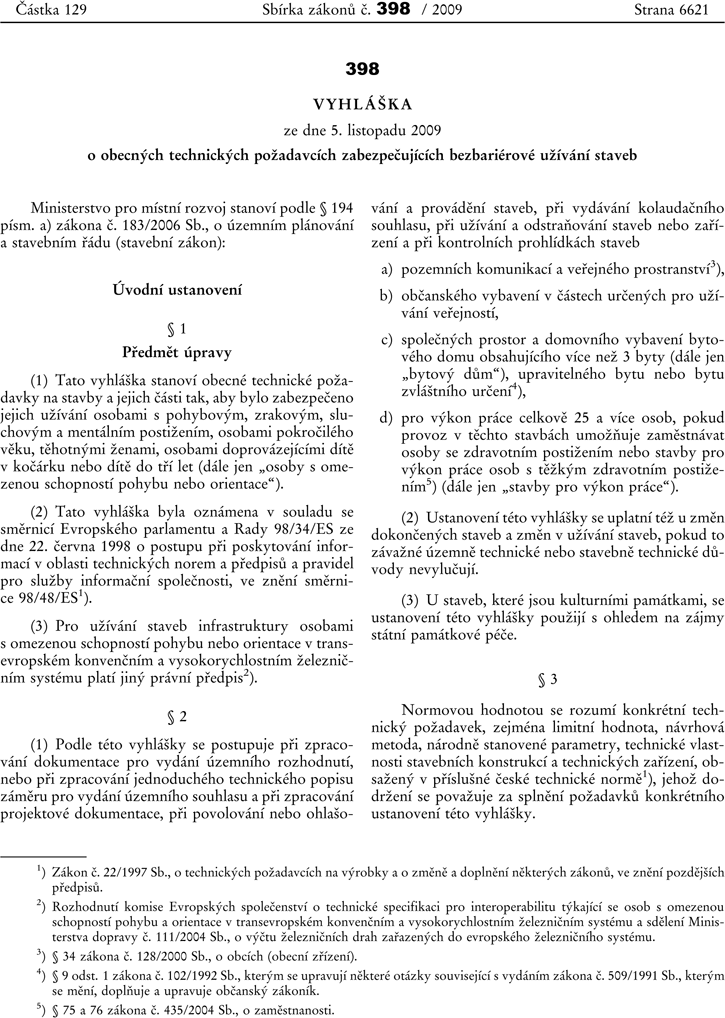 Částka 129 Sbírka zákonů č. 398 / 2009 Strana 6621
398
VYHLÁŠKA
ze dne 5. listopadu 2009
o obecných technických požadavcích zabezpečujících bezbariérové užívání staveb
Ministerstvo pro místní rozvoj stanoví podle § 194
písm. a) zákona č. 183/2006 Sb., o územním plánování
a stavebním řádu (stavební zákon):
Úvodní ustanovení
§ 1
Předmět úpravy
(1) Tato vyhláška stanoví obecné technické poža-
davky na stavby a jejich části tak, aby bylo zabezpečeno
jejich užívání osobami s pohybovým, zrakovým, slu-
chovým a mentálním postižením, osobami pokročilého
věku, těhotnými ženami, osobami doprovázejícími dítě
v kočárku nebo dítě do tří let (dále jen „osoby s ome-
zenou schopností pohybu nebo orientace“).
(2) Tato vyhláška byla oznámena v souladu se
směrnicí Evropského parlamentu a Rady 98/34/ES ze
dne 22. června 1998 o postupu při poskytování infor-
mací v oblasti technických norem a předpisů a pravidel
pro služby informační společnosti, ve znění směrni-
ce 98/48/ES¹).
(3) Pro užívání staveb infrastruktury osobami
s omezenou schopností pohybu nebo orientace v trans-
evropském konvenčním a vysokorychlostním železnič-
ním systému platí jiný právní předpis²).
§ 2
(1) Podle této vyhlášky se postupuje při zpraco-
vání dokumentace pro vydání územního rozhodnutí,
nebo při zpracování jednoduchého technického popisu
záměru pro vydání územního souhlasu a při zpracování
projektové dokumentace, při povolování nebo ohlašo-
vání a provádění staveb, při vydávání kolaudačního
souhlasu, při užívání a odstraňování staveb nebo zaří-
zení a při kontrolních prohlídkách staveb
a) pozemních komunikací a veřejného prostranství³),
b) občanského vybavení v částech určených pro uží-
vání veřejností,
c) společných prostor a domovního vybavení byto-
vého domu obsahujícího více než 3 byty (dále jen
„bytový dům“), upravitelného bytu nebo bytu
zvláštního určení⁴),
d) pro výkon práce celkově 25 a více osob, pokud
provoz v těchto stavbách umožňuje zaměstnávat
osoby se zdravotním postižením nebo stavby pro
výkon práce osob s těžkým zdravotním postiže-
ním⁵) (dále jen „stavby pro výkon práce“).
(2) Ustanovení této vyhlášky se uplatní též u změn
dokončených staveb a změn v užívání staveb, pokud to
závažné územně technické nebo stavebně technické dů-
vody nevylučují.
(3) U staveb, které jsou kulturními památkami, se
ustanovení této vyhlášky použijí s ohledem na zájmy
státní památkové péče.
§ 3
Normovou hodnotou se rozumí konkrétní tech-
nický požadavek, zejména limitní hodnota, návrhová
metoda, národně stanovené parametry, technické vlast-
nosti stavebních konstrukcí a technických zařízení, ob-
sažený v příslušné české technické normě¹), jehož do-
držení se považuje za splnění požadavků konkrétního
ustanovení této vyhlášky.
¹) Zákon č. 22/1997 Sb., o technických požadavcích na výrobky a o změně a doplnění některých zákonů, ve znění pozdějších
předpisů.
²) Rozhodnutí komise Evropských společenství o technické specifikaci pro interoperabilitu týkající se osob s omezenou
schopností pohybu a orientace v transevropském konvenčním a vysokorychlostním železničním systému a sdělení Minis-
terstva dopravy č. 111/2004 Sb., o výčtu železničních drah zařazených do evropského železničního systému.
³) § 34 zákona č. 128/2000 Sb., o obcích (obecní zřízení).
⁴) § 9 odst. 1 zákona č. 102/1992 Sb., kterým se upravují některé otázky související s vydáním zákona č. 509/1991 Sb., kterým
se mění, doplňuje a upravuje občanský zákoník.
⁵) § 75 a 76 zákona č. 435/2004 Sb., o zaměstnanosti.